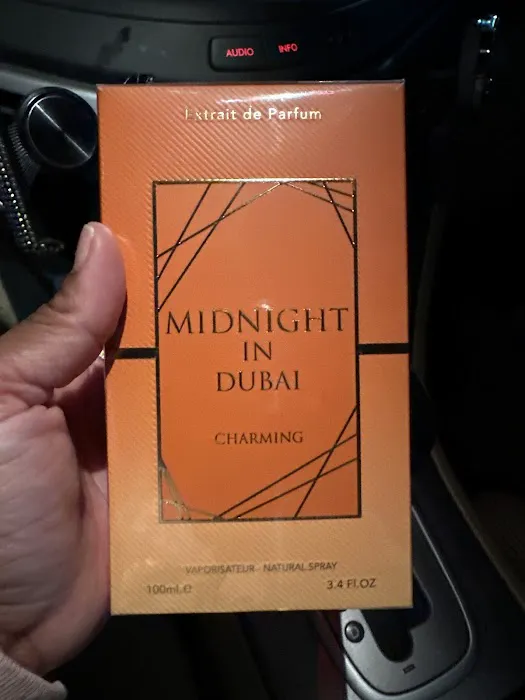 AUDIO INFO
Extrait de Parfum
MIDNIGHT
IN
DUBAI
CHARMING
VAPORISATEUR - NATURAL SPRAY
100ml.e 3.4 Fl.OZ